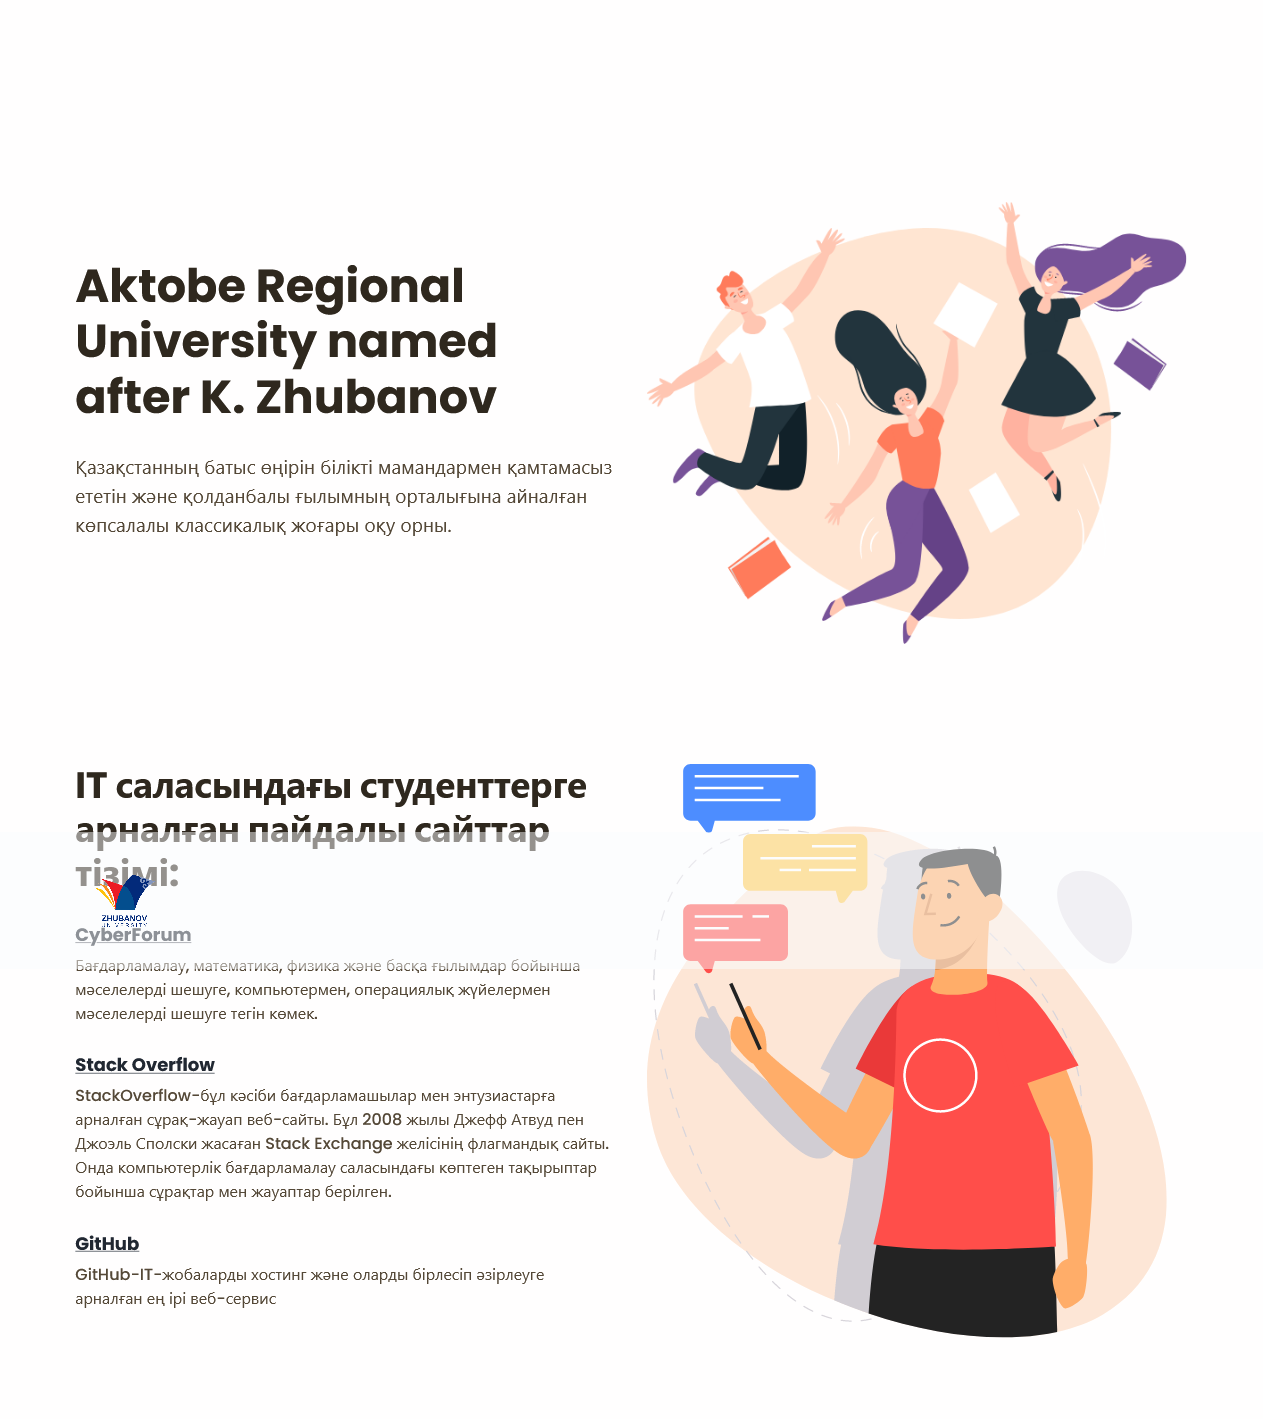 Aktobe Regional
University named
after K. Zhubanov
Қазақстанның батыс өңірін білікті мамандармен қамтамасыз
ететін және қолданбалы ғылымның орталығына айналған
көпсалалы классикалық жоғары оқу орны.
IT саласындағы студенттерге
арналған пайдалы сайттар
тізімі:
ZHUBANOV
UNIVERSITY
CyberForum
Бағдарламалау, математика, физика және басқа ғылымдар бойынша
мәселелерді шешуге, компьютермен, операциялық жүйелермен
мәселелерді шешуге тегін көмек.
Stack Overflow
StackOverflow-бұл кәсіби бағдарламашылар мен энтузиастарға
арналған сұрақ-жауап веб-сайты. Бұл 2008 жылы Джефф Атвуд пен
Джоэль Сполски жасаған Stack Exchange желісінің флагмандық сайты.
Онда компьютерлік бағдарламалау саласындағы көптеген тақырыптар
бойынша сұрақтар мен жауаптар берілген.
GitHub
GitHub-IT-жобаларды хостинг және оларды бірлесіп әзірлеуге
арналған ең ірі веб-сервис